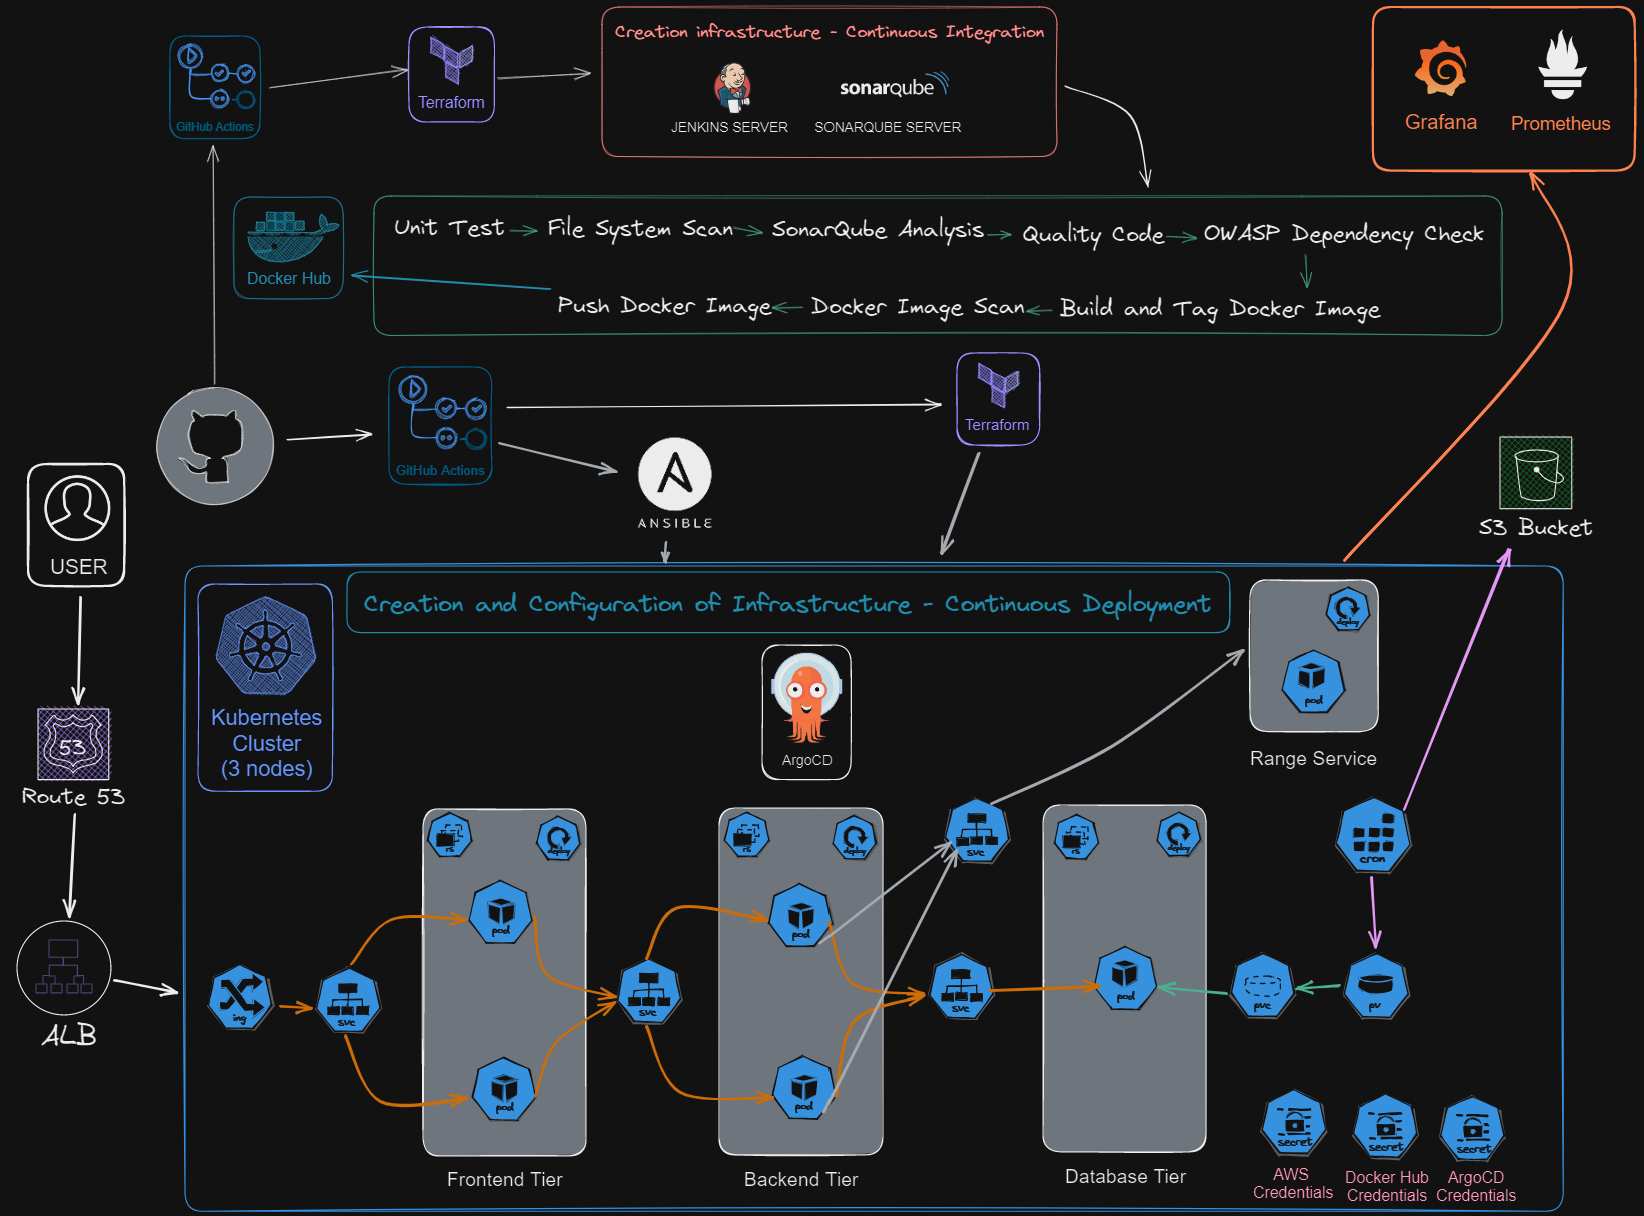 Creation infrastructure - Continuous Integration
GitHub Actions
Terraform
JENKINS SERVER
sonarqube
SONARQUBE SERVER
Grafana
Prometheus
Docker Hub
Unit Test
File System Scan
SonarQube Analysis
Quality Code
OWASP Dependency Check
Push Docker Image
Docker Image Scan
Build and Tag Docker Image
GitHub Actions
Terraform
ANSIBLE
S3 Bucket
USER
Creation and Configuration of Infrastructure - Continuous Deployment
deploy
pod
Range Service
Kubernetes
Cluster
(3 nodes)
ArgoCD
53
Route 53
ALB
ing
svc
rs
deploy
pod
pod
Frontend Tier
svc
rs
deploy
pod
pod
Backend Tier
svc
svc
rs
deploy
pod
Database Tier
cron
pvc
pv
secret
AWS
Credentials
secret
Docker Hub
Credentials
secret
ArgoCD
Credentials